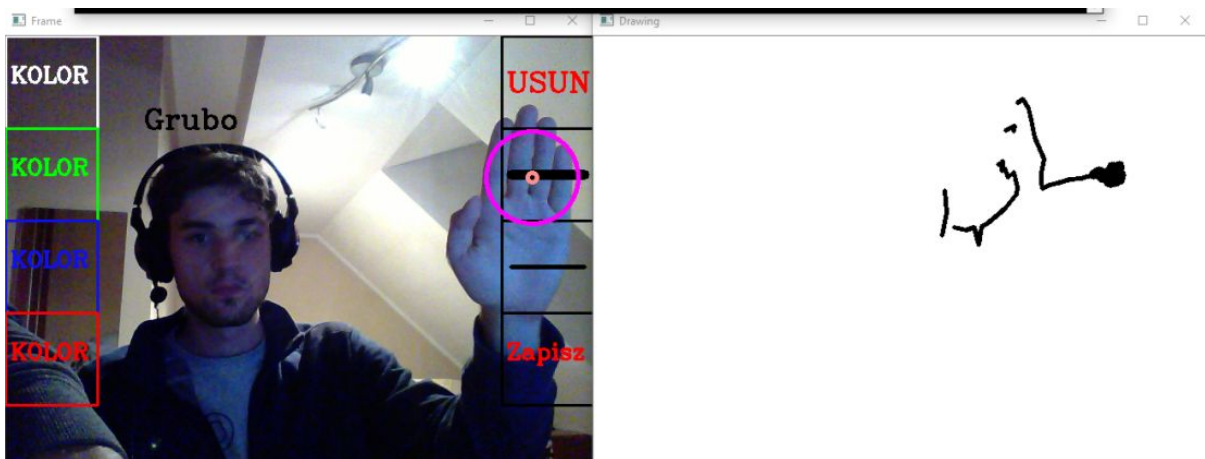 Frame
Drawing
KOLOR
USUN
Grubo
KOLOR
KOLOR
KOLOR
Zapisz